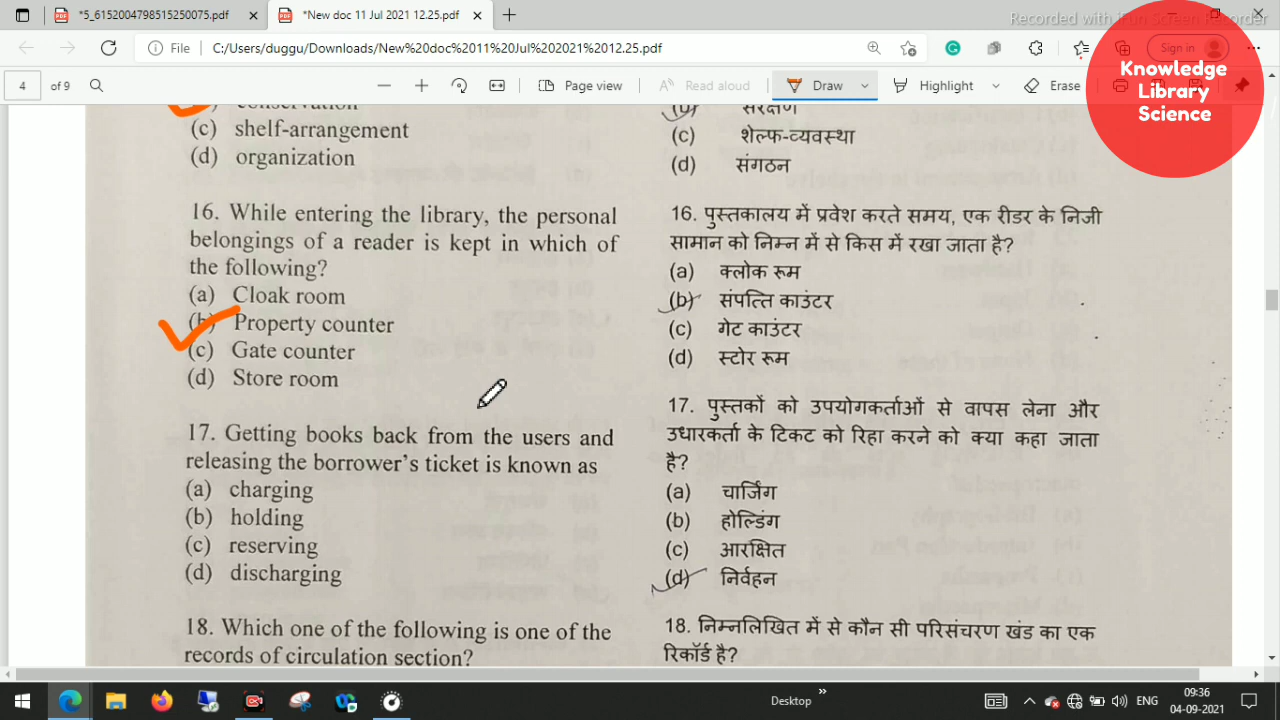 *5_6152004798515250075.pdf
*New doc 11 Jul 2021 12.25.pdf
Recorded with iFun Screen Recorder
File
C:/Users/duggu/Downloads/New%20doc%2011%20Jul%202021%2012.25.pdf
Sign in
4 of 9
Page view
Read aloud
Draw
Highlight
Erase
Knowledge
Library
Science
conservation
(c) shelf-arrangement
(d) organization
16. While entering the library, the personal
belongings of a reader is kept in which of
the following?
(a) Cloak room
(b) Property counter
(c) Gate counter
(d) Store room
17. Getting books back from the users and
releasing the borrower's ticket is known as
(a) charging
(b) holding
(c) reserving
(d) discharging
18. Which one of the following is one of the
records of circulation section?
(b) संरक्षण
(c) शेल्फ-व्यवस्था
(d) संगठन
16. पुस्तकालय में प्रवेश करते समय, एक रीडर के निजी
सामान को निम्न में से किस में रखा जाता है?
(a) क्लोक रूम
(b) संपत्ति काउंटर
(c) गेट काउंटर
(d) स्टोर रूम
17. पुस्तकों को उपयोगकर्ताओं से वापस लेना और
उधारकर्ता के टिकट को रिहा करने को क्या कहा जाता
है?
(a) चार्जिंग
(b) होल्डिंग
(c) आरक्षित
(d) निर्वहन
18. निम्नलिखित में से कौन सी परिसंचरण खंड का एक
रिकॉर्ड है?
Desktop
ENG
09:36
04-09-2021